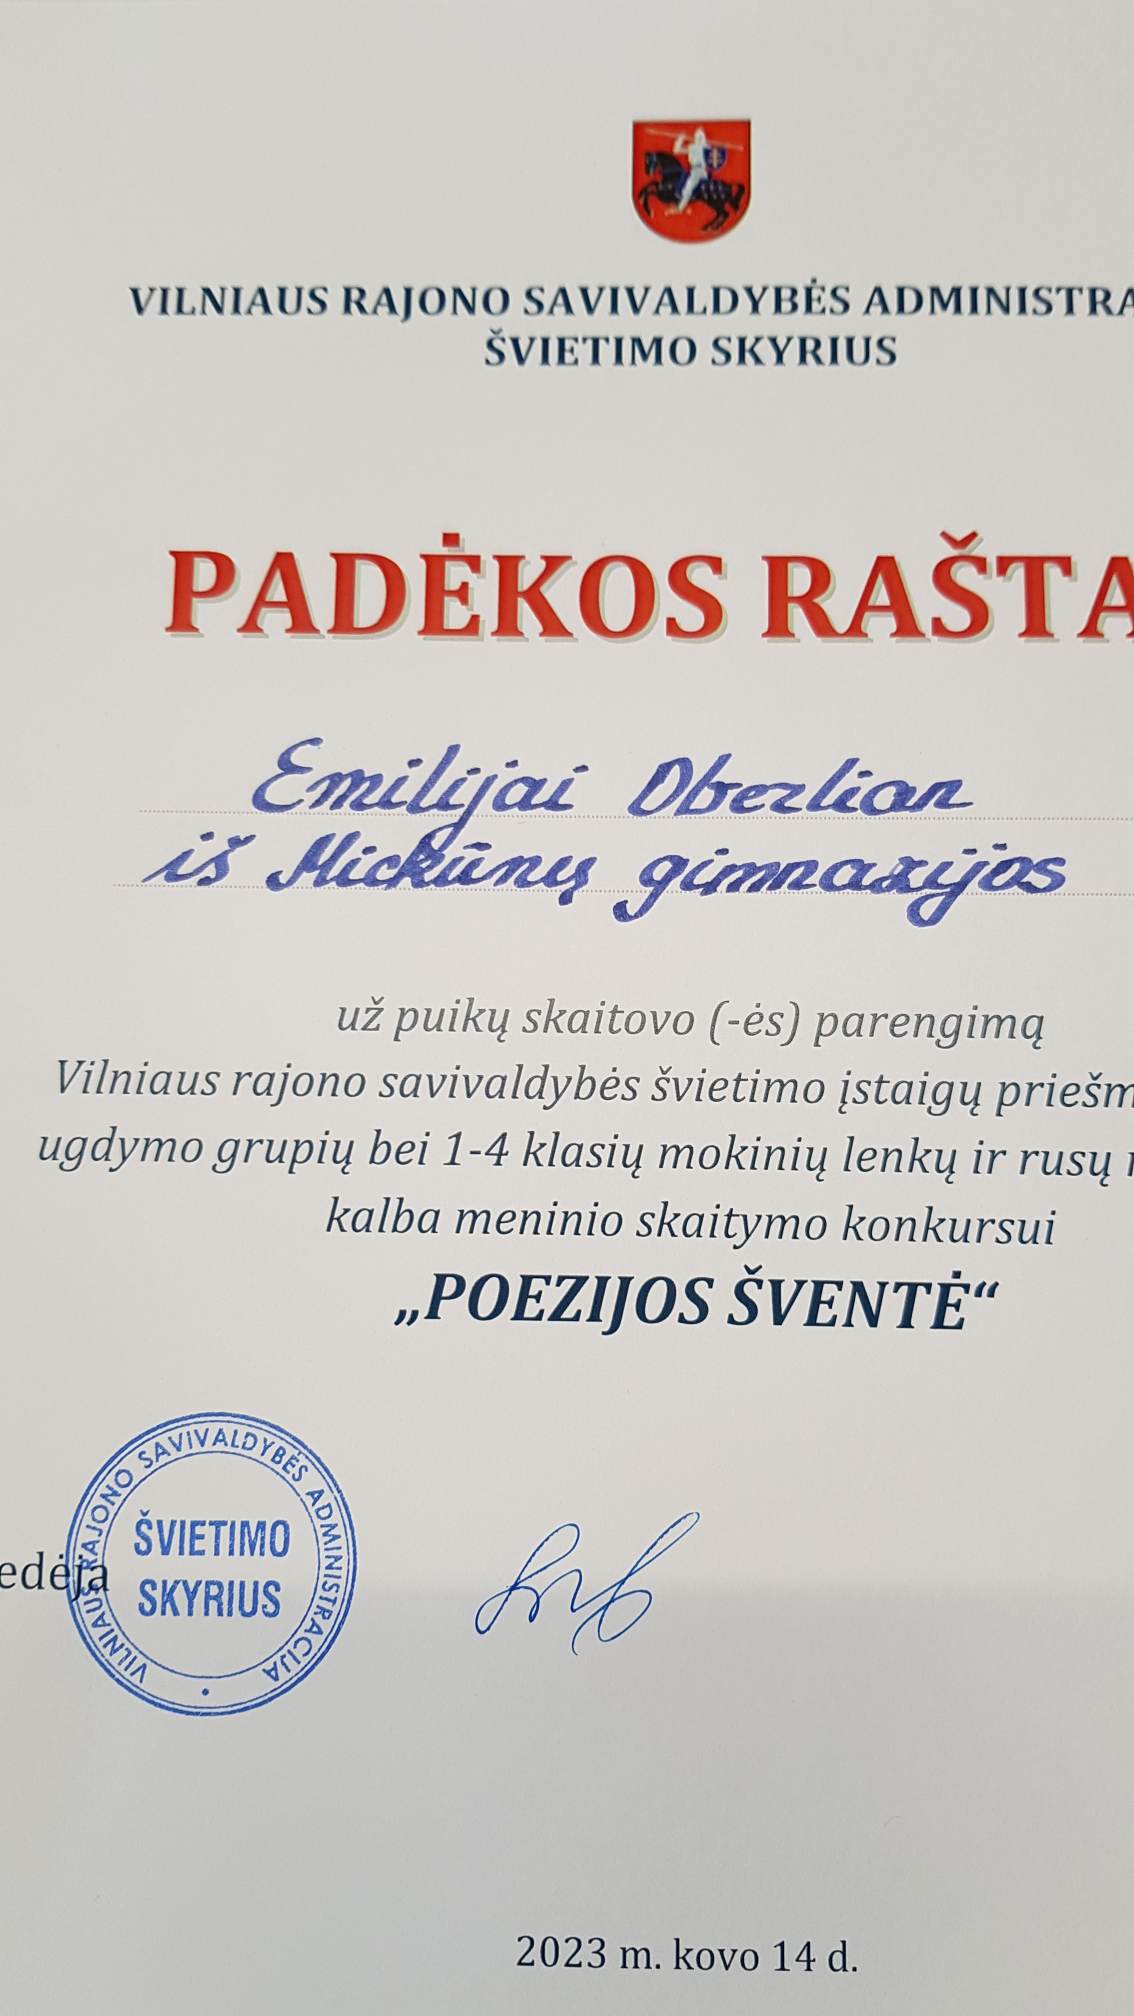 VILNIAUS RAJONO SAVIVALDYBĖS ADMINISTRA
ŠVIETIMO SKYRIUS
PADĖKOS RAŠTA
Emilijai Oberlian
iš Mickūnų gimnazijos
už puikų skaitovo (-ės) parengimą
Vilniaus rajono savivaldybės švietimo įstaigų priešm
ugdymo grupių bei 1-4 klasių mokinių lenkų ir rusų
kalba meninio skaitymo konkursui
„POEZIJOS ŠVENTĖ“
edėja
VILNIAUS RAJONO SAVIVALDYBĖS ADMINISTRACIJA
ŠVIETIMO
SKYRIUS
2023 m. kovo 14 d.